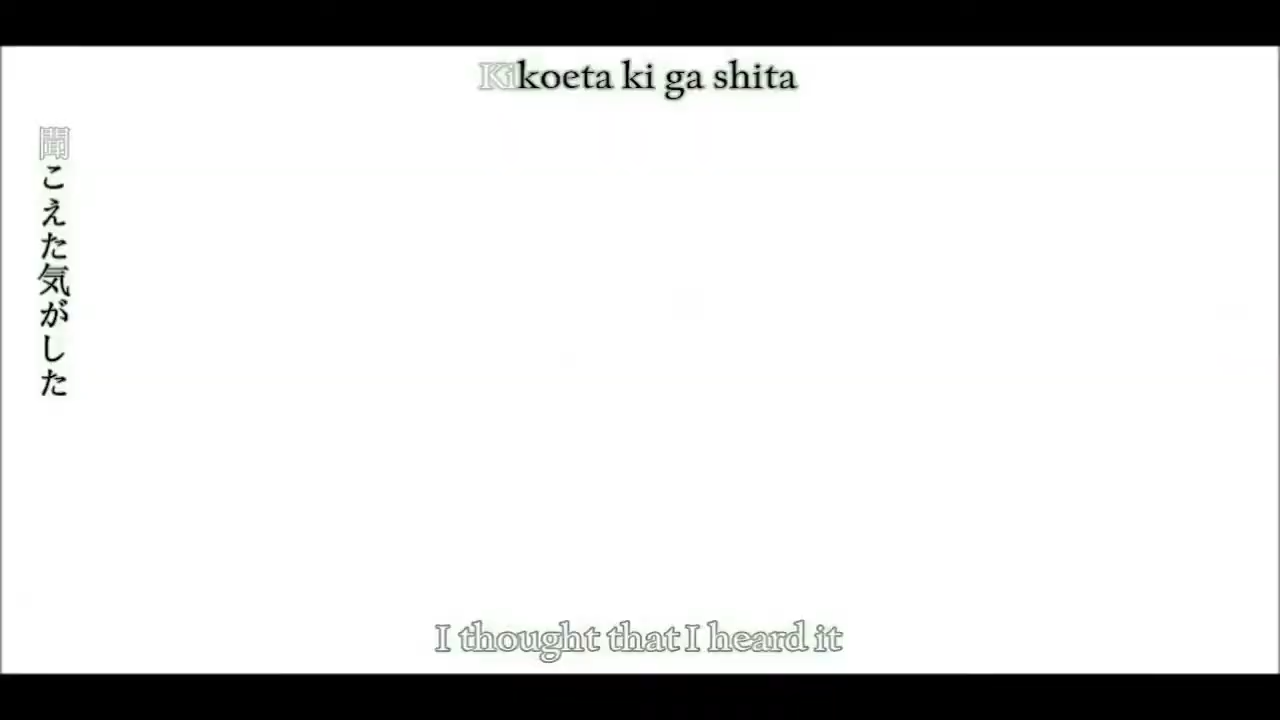 Kikoeta ki ga shita
聞こえた気がした
I thought that I heard it